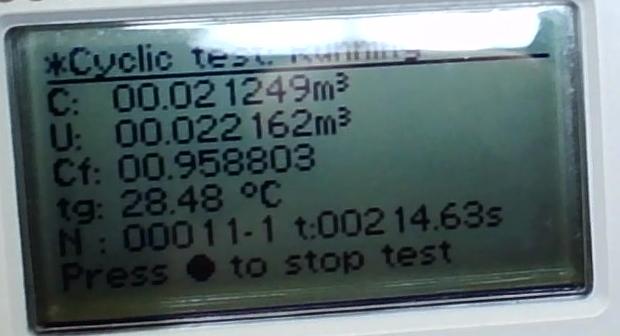 *Cyclic test: Running
C: 00.021249m³
U: 00.022162m³
Cf: 00.958803
tg: 28.48 °C
N : 00011-1 t:00214.63s
Press ● to stop test